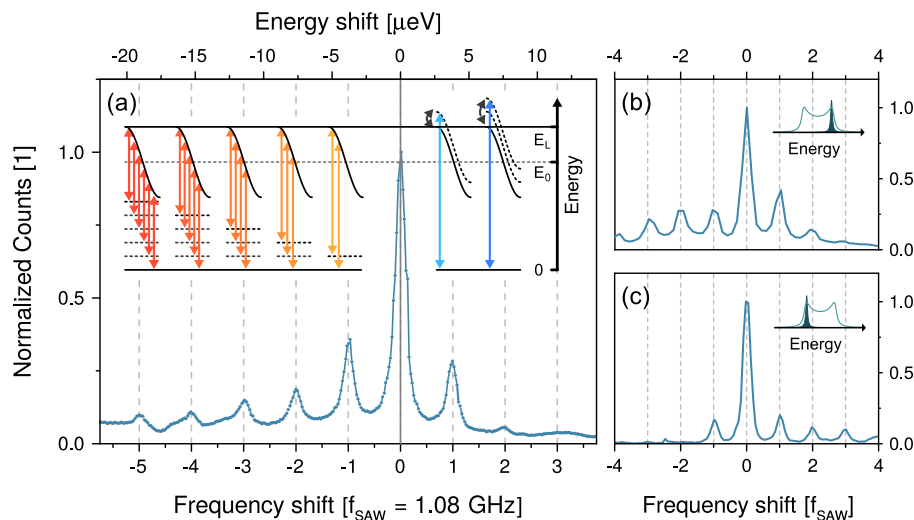 Energy shift [µeV]
-20 -15 -10 -5 0 5 10
(a)
E_L
E_0
0
Energy
Normalized Counts [1]
1.0
0.5
0.0
-5 -4 -3 -2 -1 0 1 2 3
Frequency shift [f_SAW = 1.08 GHz]
-4 -2 0 2 4
(b)
Energy
1.0
0.5
0.0
(c)
Energy
1.0
0.5
0.0
-4 -2 0 2 4
Frequency shift [f_SAW]